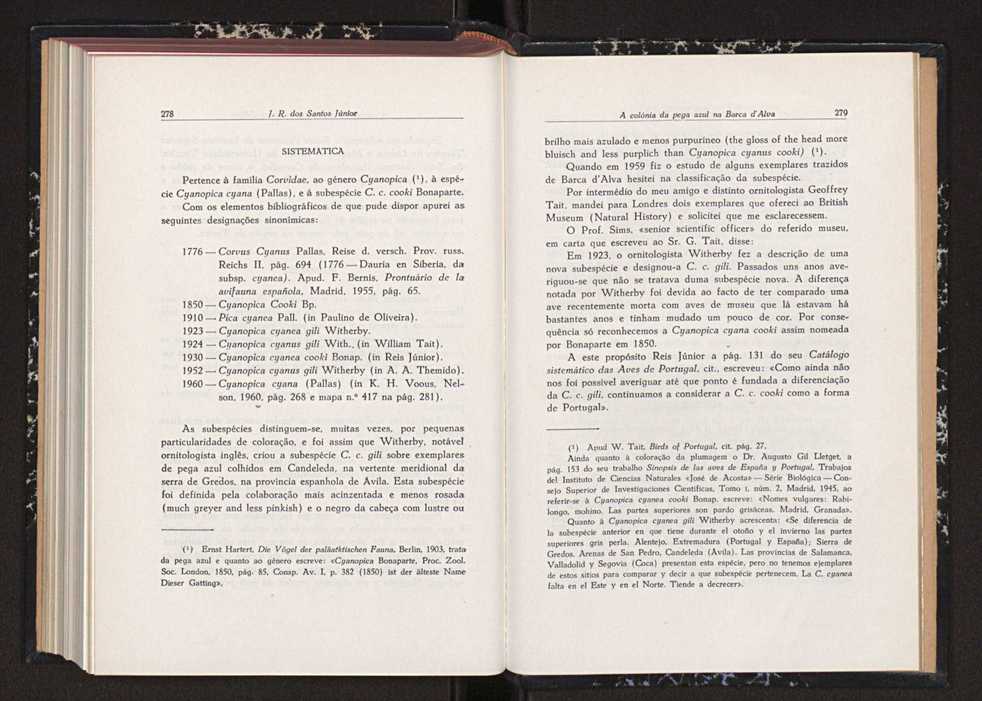 278 J. R. dos Santos Júnior
SISTEMÁTICA
Pertence à família Corvidae, ao género Cyanopica (¹), à espé-
cie Cyanopica cyana (Pallas), e à subespécie C. c. cooki Bonaparte.
Com os elementos bibliográficos de que pude dispor apurei as
seguintes designações sinonímicas:
1776 — Corvus Cyanus Pallas, Reise d. versch. Prov. russ.
Reichs II, pág. 694 (1776 — Dauria en Siberia, da
subsp. cyanea). Apud. F. Bernis, Prontuário de la
avifauna española, Madrid, 1955, pág. 65.
1850 — Cyanopica Cooki Bp.
1910 — Pica cyanea Pall. (in Paulino de Oliveira).
1923 — Cyanopica cyanea gili Witherby.
1924 — Cyanopica cyanus gili With., (in William Tait).
1930 — Cyanopica cyanea cooki Bonap. (in Reis Júnior).
1952 — Cyanopica cyanus gili Witherby (in A. A. Themido).
1960 — Cyanopica cyana (Pallas) (in K. H. Voous, Nel-
son, 1960, pág. 268 e mapa n.º 417 na pág. 281).
As subespécies distinguem-se, muitas vezes, por pequenas
particularidades de coloração, e foi assim que Witherby, notável
ornitologista inglês, criou a subespécie C. c. gili sobre exemplares
de pega azul colhidos em Candeleda, na vertente meridional da
serra de Gredos, na província espanhola de Ávila. Esta subespécie
foi definida pela colaboração mais acinzentada e menos rosada
(much greyer and less pinkish) e o negro da cabeça com lustre ou
(¹) Ernst Hartert, Die Vögel der paläatktischen Fauna, Berlin, 1903, trata
da pega azul e quanto ao género escreve: «Cyanopica Bonaparte, Proc. Zool.
Soc. London, 1850, pág. 85, Consp. Av. I, p. 382 (1850) ist der älteste Name
Dieser Gatting».
A colónia da pega azul na Barca d'Alva 279
brilho mais azulado e menos purpurino (the gloss of the head more
bluisch and less purplich than Cyanopica cyanus cooki) (¹).
Quando em 1959 fiz o estudo de alguns exemplares trazidos
de Barca d'Alva, hesitei na classificação da subespécie.
Por intermédio do meu amigo e distinto ornitologista Geoffrey
Tait, mandei para Londres dois exemplares que ofereci ao British
Museum (Natural History) e solicitei que me esclarecessem.
O Prof. Sims, «senior scientific officer» do referido museu,
em carta que escreveu ao Sr. G. Tait, disse:
Em 1923, o ornitologista Witherby fez a descrição de uma
nova subespécie e designou-a C. c. gili. Passados uns anos ave-
riguou-se que não se tratava duma subespécie nova. A diferença
notada por Witherby foi devida ao facto de ter comparado uma
ave recentemente morta com aves de museu que lá estavam há
bastantes anos e tinham mudado um pouco de cor. Por conse-
quência só reconhecemos a Cyanopica cyana cooki assim nomeada
por Bonaparte em 1850.
A este propósito Reis Júnior a pág. 131 do seu Catálogo
sistemático das Aves de Portugal, cit., escreveu: «Como ainda não
nos foi possível averiguar até que ponto é fundada a diferenciação
da C. c. gili, continuamos a considerar a C. c. cooki como a forma
de Portugal».
(¹) Apud W. Tait, Birds of Portugal, cit. pág. 27.
Ainda quanto à coloração da plumagem o Dr. Augusto Gil Lletget, a
pág. 153 do seu trabalho Sinopsis de las aves de España y Portugal, Trabajos
del Instituto de Ciencias Naturales «José de Acosta» — Série Biológica — Con-
sejo Superior de Investigaciones Científicas, Tomo I, núm. 2, Madrid, 1945, ao
referir-se à Cyanopica cyanea cooki Bonap. escreve: «Nomes vulgares: Rabi-
longo, mohino. Las partes superiores son pardo grisáceas. Madrid, Granada».
Quanto à Cyanopica cyanea gili Witherby acrescenta: «Se diferencia de
la subespécie anterior en que tiene durante el otoño y el invierno las partes
superiores gris perla. Alentejo, Extremadura (Portugal y España); Sierra de
Gredos, Arenas de San Pedro, Candeleda (Avila). Las provincias de Salamanca,
Valladolid y Segovia (Coca) presentan esta espécie, pero no tenemos ejemplares
de estos sitios para comparar y decir a que subespécie pertenecem. La C. cyanea
falta en el Este y en el Norte. Tiende a decrecer».